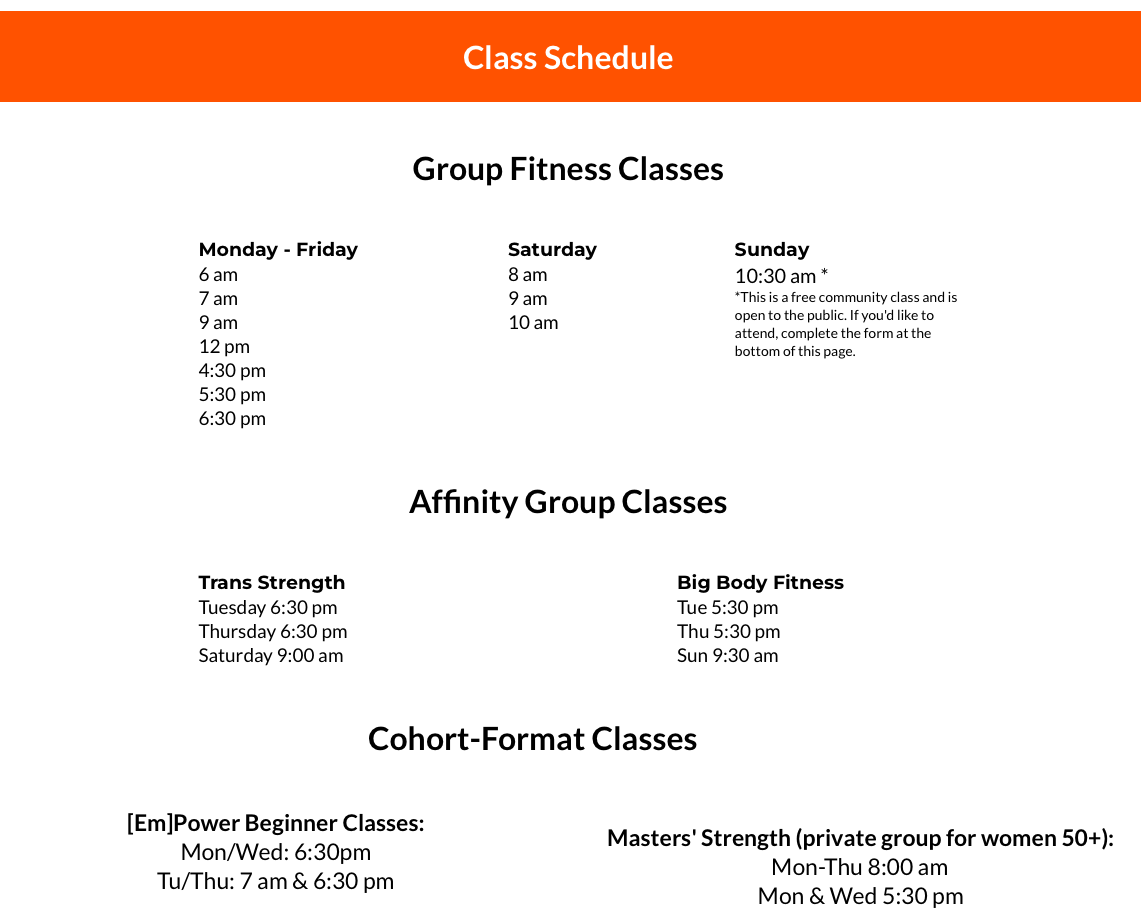 Class Schedule
Group Fitness Classes
Monday - Friday
6 am
7 am
9 am
12 pm
4:30 pm
5:30 pm
6:30 pm
Saturday
8 am
9 am
10 am
Sunday
10:30 am *
*This is a free community class and is
open to the public. If you'd like to
attend, complete the form at the
bottom of this page.
Affinity Group Classes
Trans Strength
Tuesday 6:30 pm
Thursday 6:30 pm
Saturday 9:00 am
Big Body Fitness
Tue 5:30 pm
Thu 5:30 pm
Sun 9:30 am
Cohort-Format Classes
[Em]Power Beginner Classes:
Mon/Wed: 6:30pm
Tu/Thu: 7 am & 6:30 pm
Masters' Strength (private group for women 50+):
Mon-Thu 8:00 am
Mon & Wed 5:30 pm